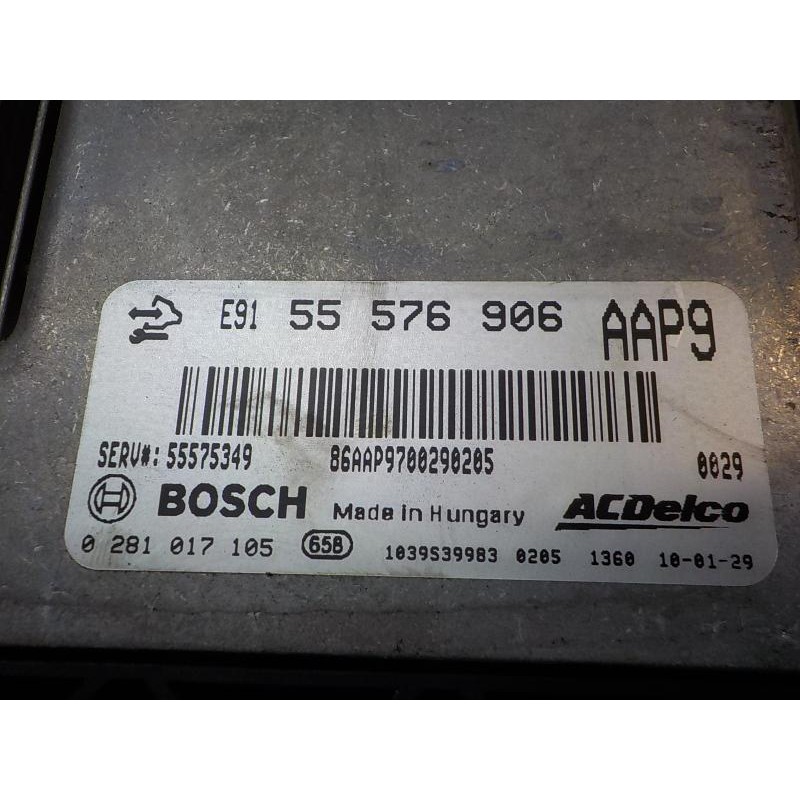 E91 55 576 906 AAP9
SERV#: 55575349 86AAP9700290205 0029
BOSCH Made in Hungary ACDelco
0 281 017 105 65B 1039S39983 0205 1360 10-01-29